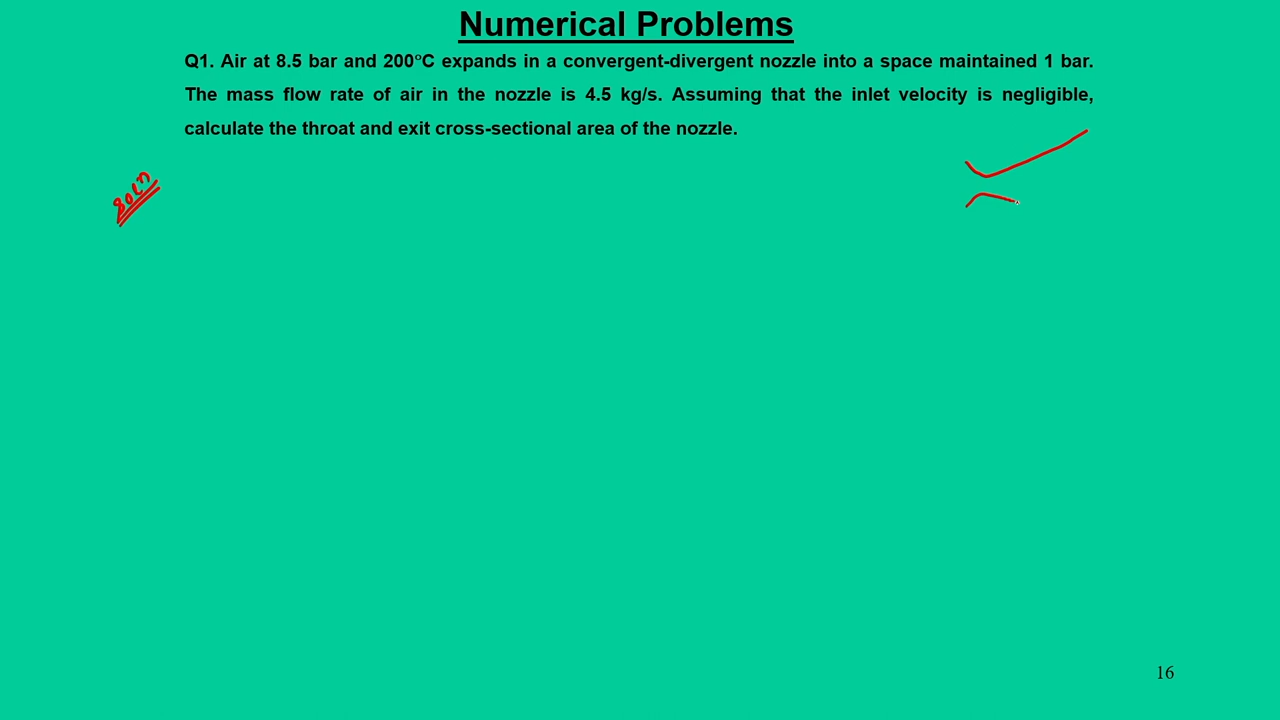 Numerical Problems
Q1. Air at 8.5 bar and 200°C expands in a convergent-divergent nozzle into a space maintained 1 bar.
The mass flow rate of air in the nozzle is 4.5 kg/s. Assuming that the inlet velocity is negligible,
calculate the throat and exit cross-sectional area of the nozzle.
Soln
16